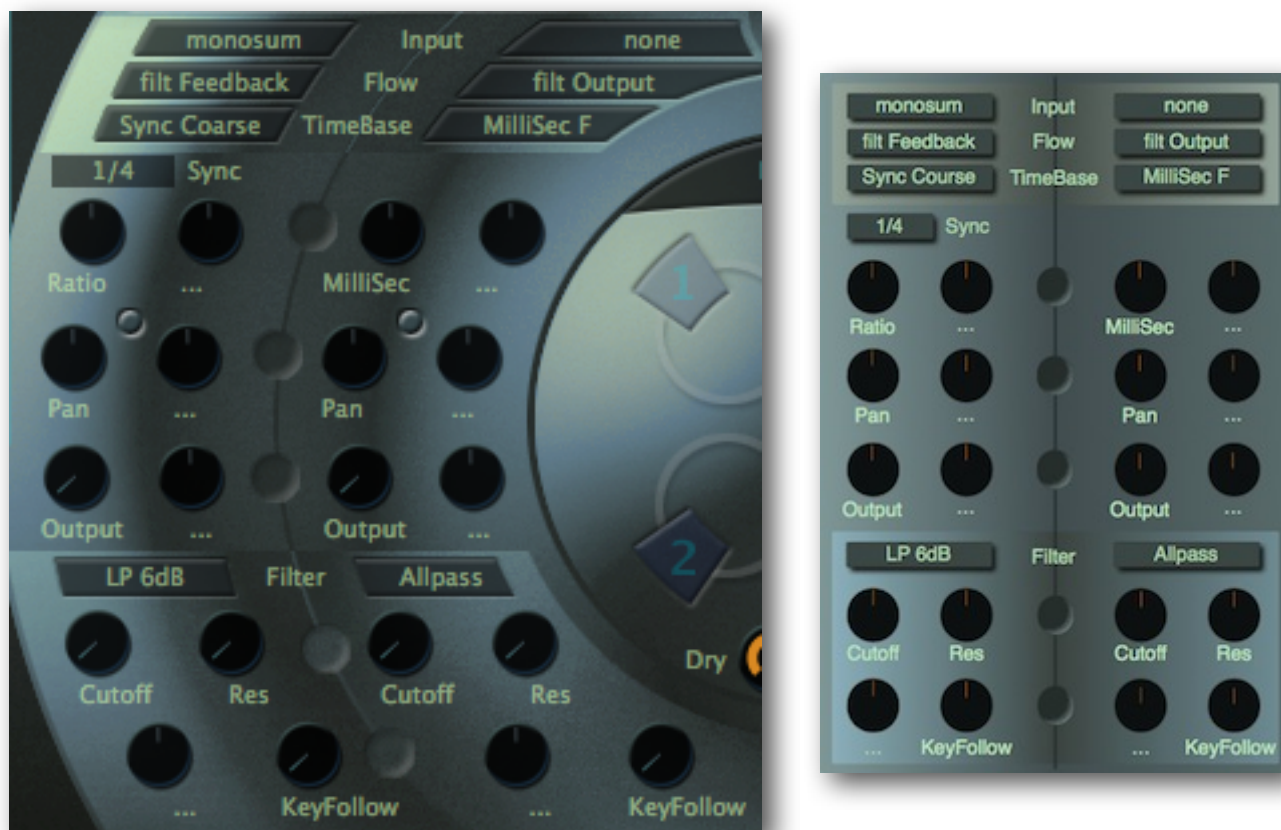 monosum Input none
filt Feedback Flow filt Output
Sync Coarse TimeBase MilliSec F
1/4 Sync
Ratio ... MilliSec ...
Pan ... Pan ...
Output ... Output ...
LP 6dB Filter Allpass
Cutoff Res Cutoff Res
... KeyFollow ... KeyFollow
1
2
Dry
monosum Input none
filt Feedback Flow filt Output
Sync Course TimeBase MilliSec F
1/4 Sync
Ratio ... MilliSec ...
Pan ... Pan ...
Output ... Output ...
LP 6dB Filter Allpass
Cutoff Res Cutoff Res
... KeyFollow ... KeyFollow